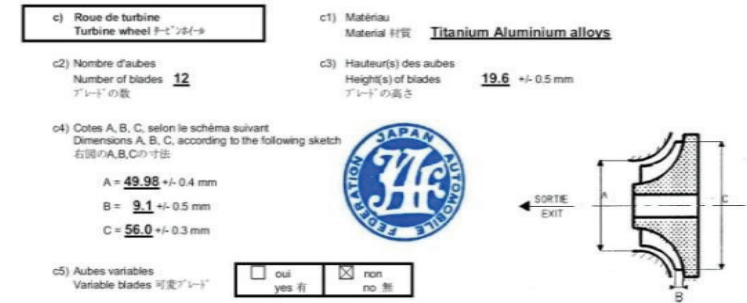 c) Roue de turbine
Turbine wheel ﾀｰﾋﾞﾝﾎｲｰﾙ
c1) Matériau
Material 材質 Titanium Aluminium alloys
c2) Nombre d'aubes
Number of blades 12
ﾌﾞﾚｰﾄﾞの数
c3) Hauteur(s) des aubes
Height(s) of blades 19.6 +/- 0.5 mm
ﾌﾞﾚｰﾄﾞの高さ
c4) Cotes A, B, C, selon le schéma suivant
Dimensions A, B, C, according to the following sketch
右図のA,B,Cの寸法
A = 49.98 +/- 0.4 mm
B = 9.1 +/- 0.5 mm
C = 56.0 +/- 0.3 mm
JAPAN AUTOMOBILE FEDERATION
JAF
SORTIE
EXIT
A
C
B
c5) Aubes variables
Variable blades 可変ﾌﾞﾚｰﾄﾞ
oui
yes 有
non
no 無